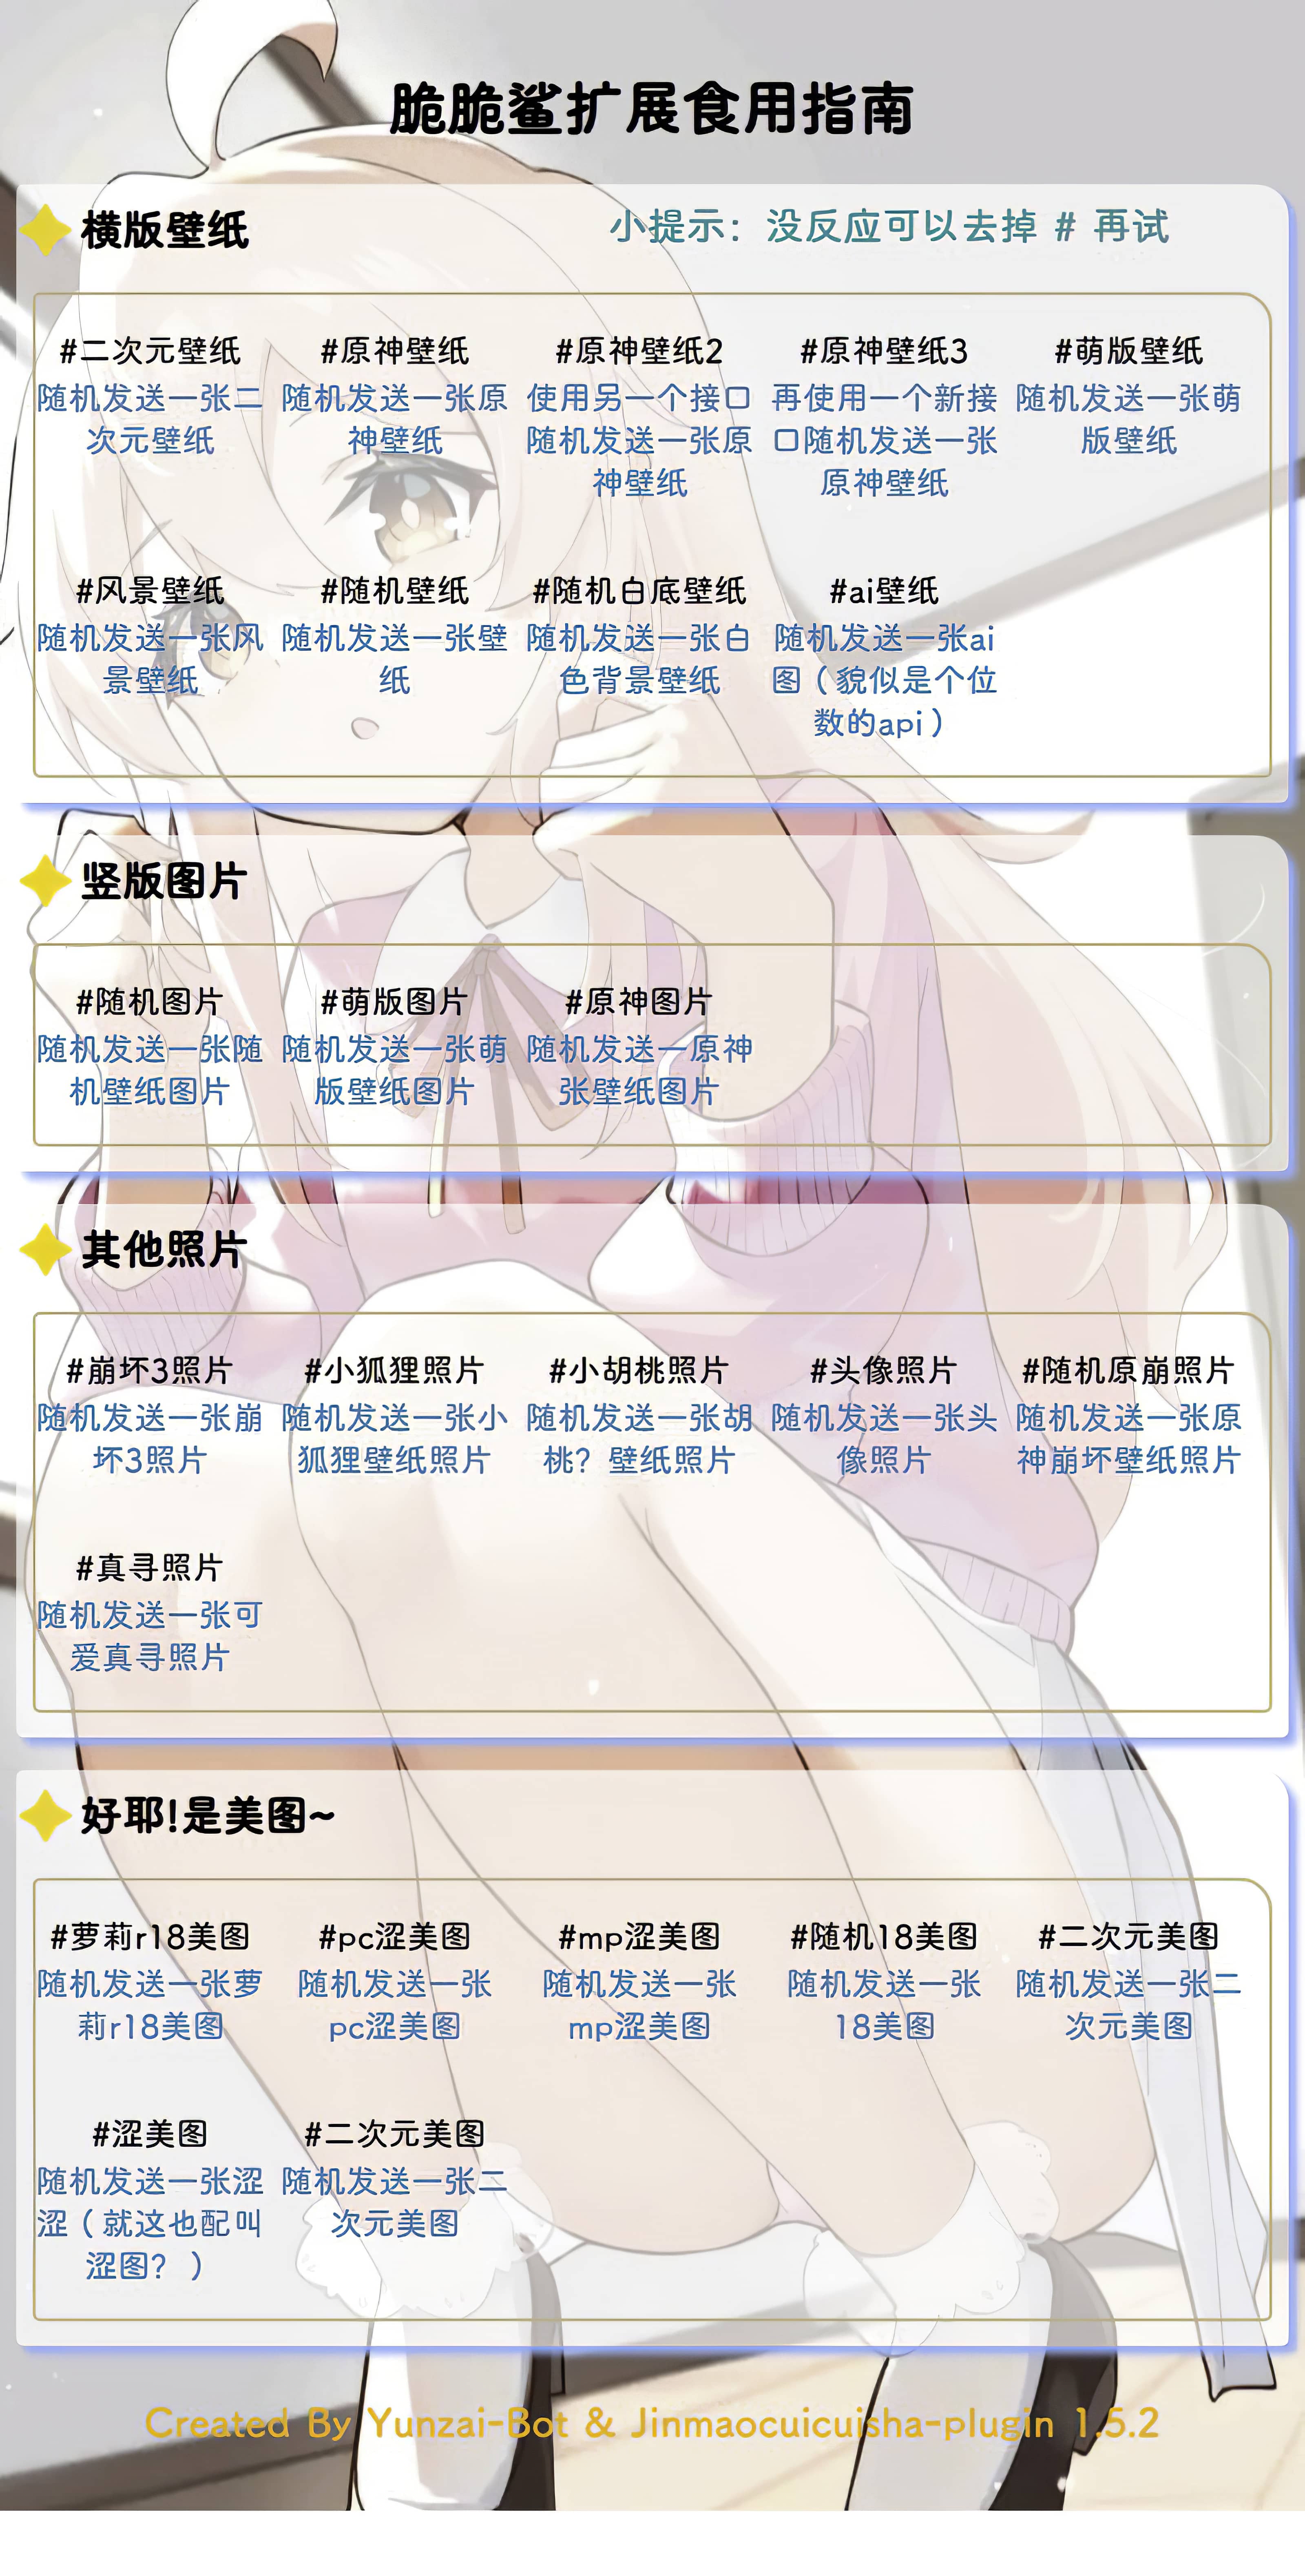 脆脆鲨扩展食用指南
横版壁纸
小提示：没反应可以去掉 # 再试
#二次元壁纸
随机发送一张二
次元壁纸
#原神壁纸
随机发送一张原
神壁纸
#原神壁纸2
使用另一个接口
随机发送一张原
神壁纸
#原神壁纸3
再使用一个新接
口随机发送一张
原神壁纸
#萌版壁纸
随机发送一张萌
版壁纸
#风景壁纸
随机发送一张风
景壁纸
#随机壁纸
随机发送一张壁
纸
#随机白底壁纸
随机发送一张白
色背景壁纸
#ai壁纸
随机发送一张ai
图（貌似是个位
数的api）
竖版图片
#随机图片
随机发送一张随
机壁纸图片
#萌版图片
随机发送一张萌
版壁纸图片
#原神图片
随机发送一原神
张壁纸图片
其他照片
#崩坏3照片
随机发送一张崩
坏3照片
#小狐狸照片
随机发送一张小
狐狸壁纸照片
#小胡桃照片
随机发送一张胡
桃？壁纸照片
#头像照片
随机发送一张头
像照片
#随机原崩照片
随机发送一张原
神崩坏壁纸照片
#真寻照片
随机发送一张可
爱真寻照片
好耶!是美图~
#萝莉r18美图
随机发送一张萝
莉r18美图
#pc涩美图
随机发送一张
pc涩美图
#mp涩美图
随机发送一张
mp涩美图
#随机18美图
随机发送一张
18美图
#二次元美图
随机发送一张二
次元美图
#涩美图
随机发送一张涩
涩（就这也配叫
涩图？）
#二次元美图
随机发送一张二
次元美图
Created By Yunzai-Bot & Jinmaocuicuisha-plugin 1.5.2